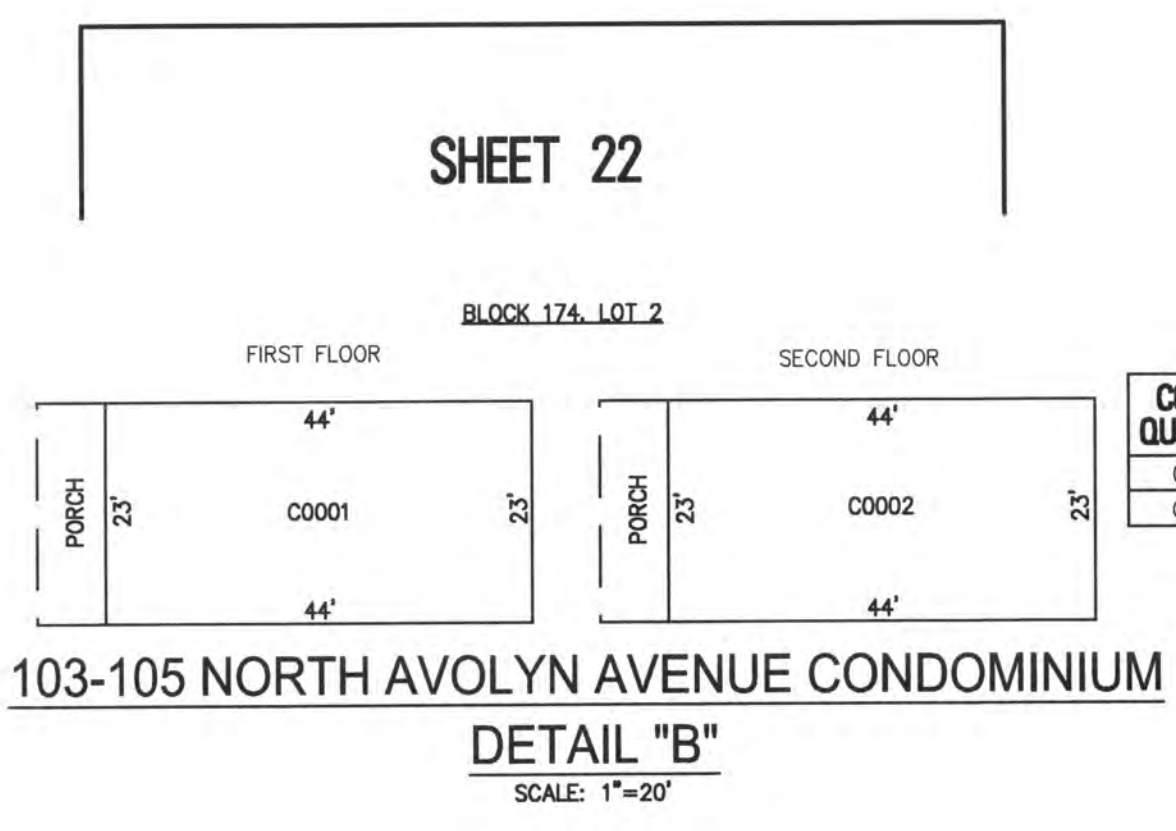 SHEET 22
BLOCK 174, LOT 2
FIRST FLOOR
SECOND FLOOR
44'
PORCH
23'
C0001
23'
44'
44'
PORCH
23'
C0002
23'
44'
103-105 NORTH AVOLYN AVENUE CONDOMINIUM
DETAIL "B"
SCALE: 1"=20'